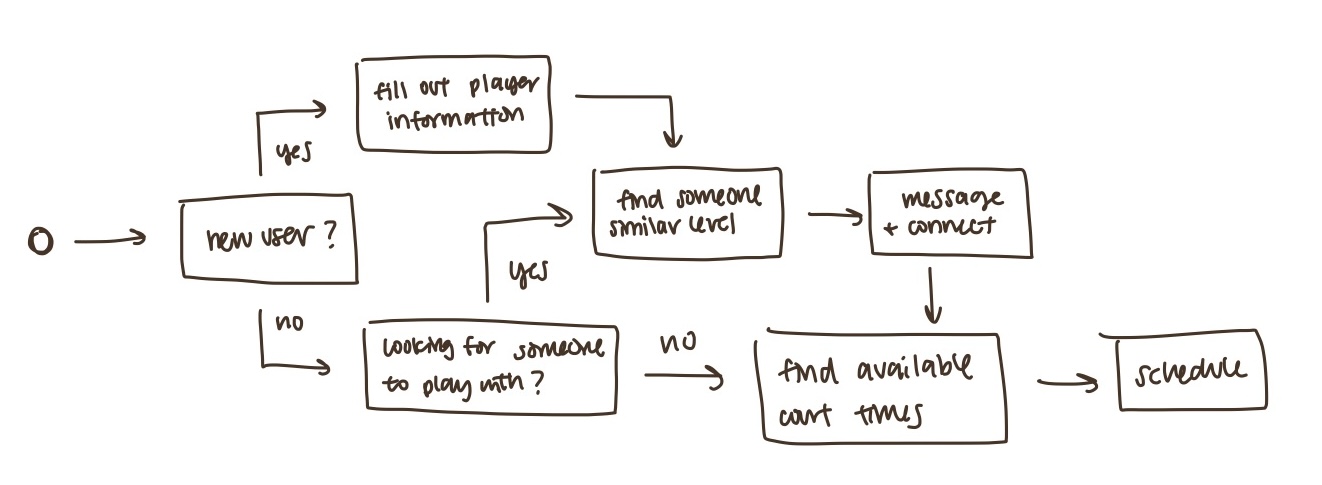 fill out player
information
yes
new user?
find someone
similar level
message
+ connect
yes
no
looking for someone
to play with?
no
find available
court times
schedule